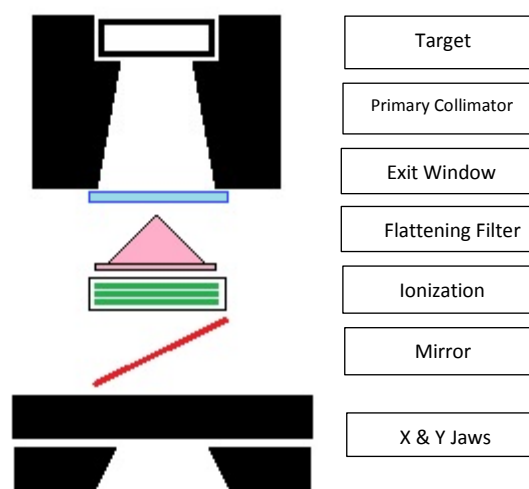 Target
Primary Collimator
Exit Window
Flattening Filter
Ionization
Mirror
X & Y Jaws